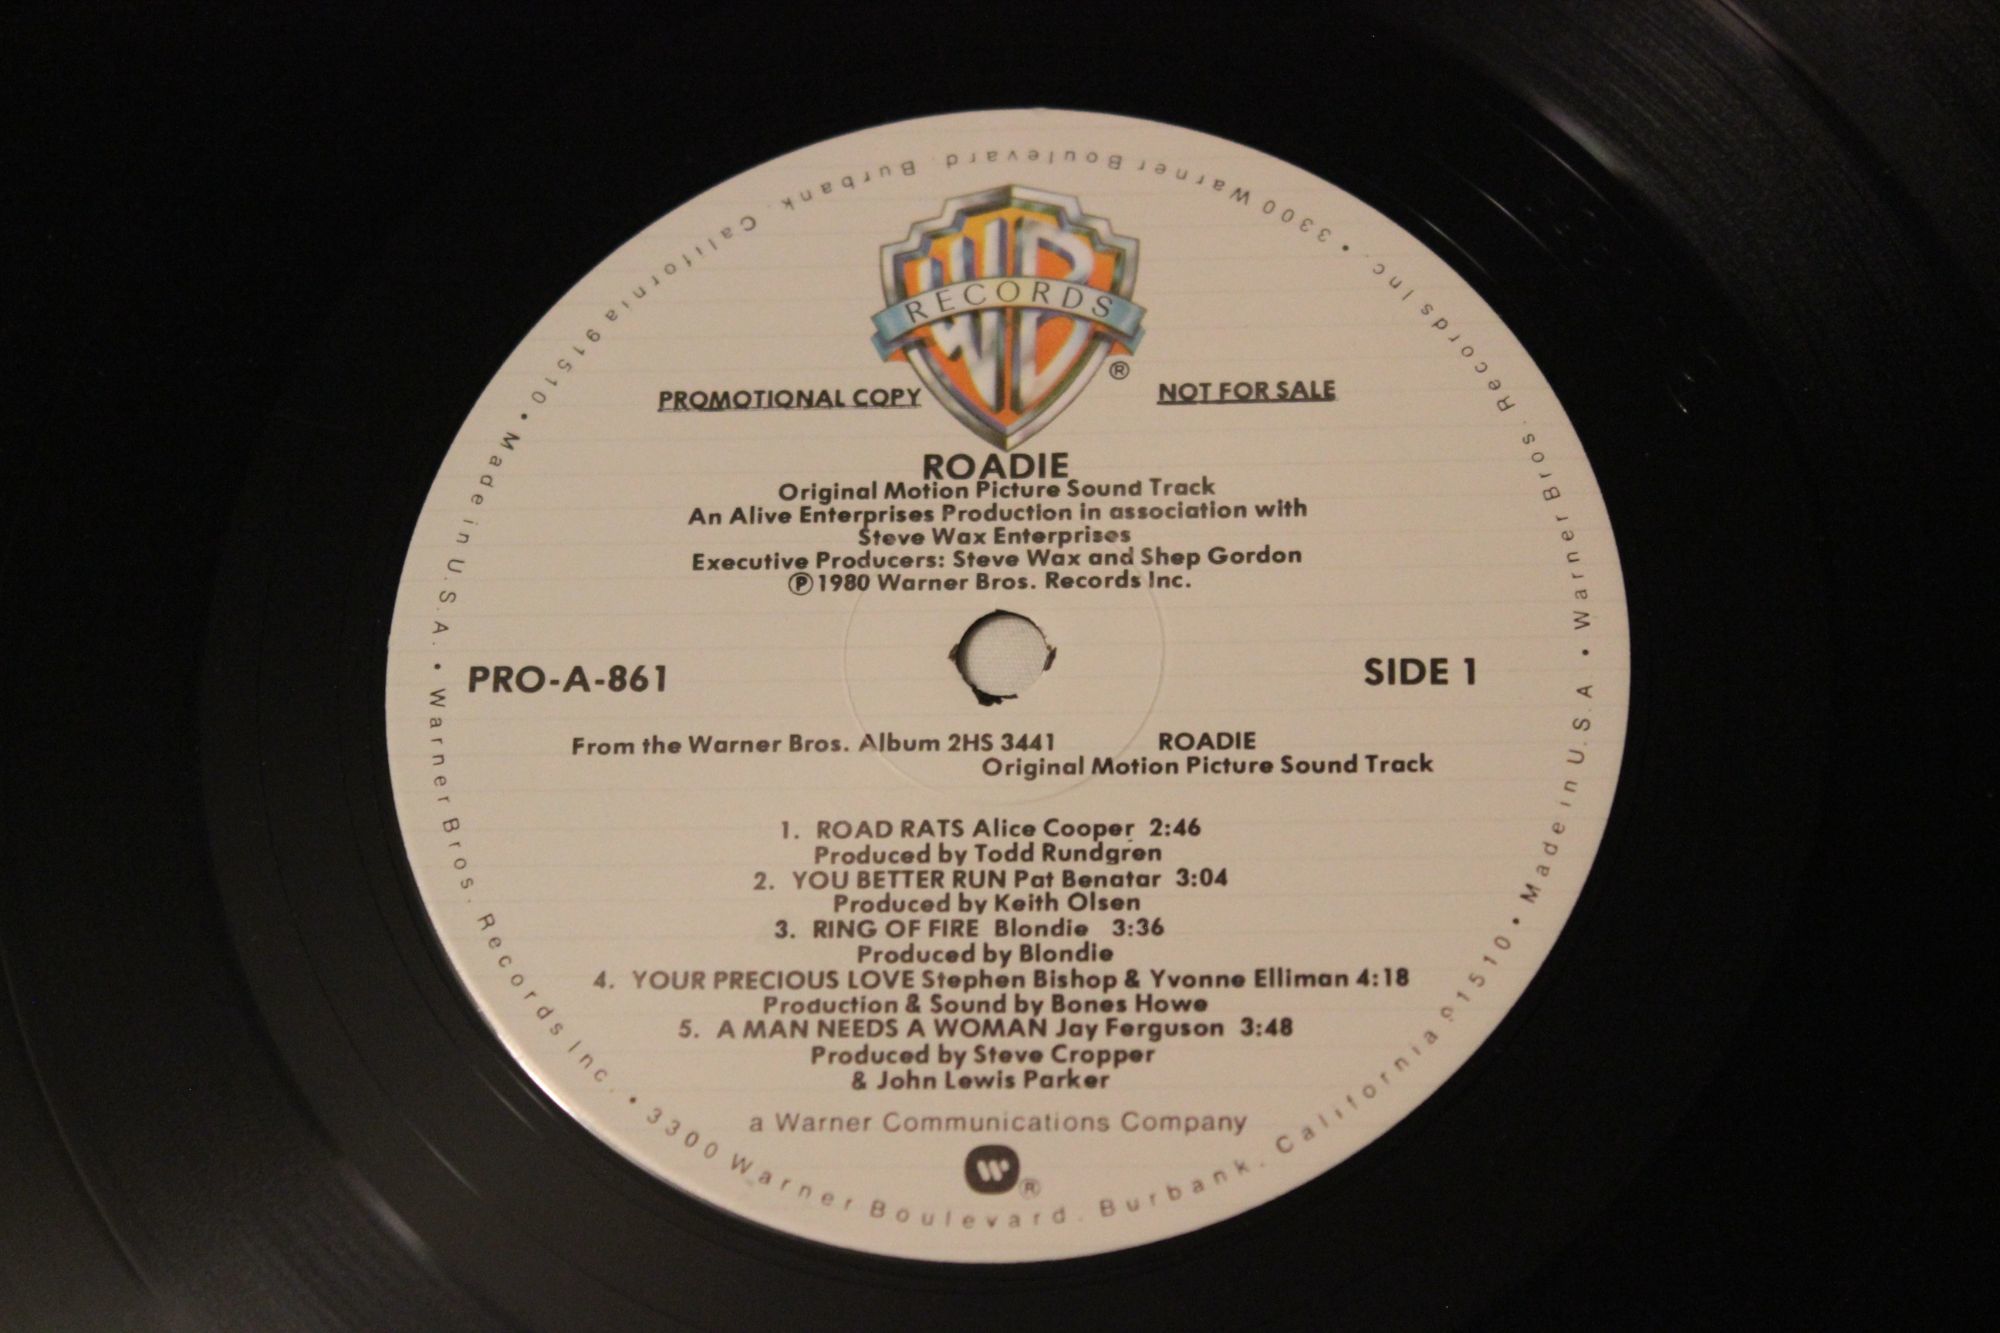 WB
RECORDS
®
PROMOTIONAL COPY NOT FOR SALE
ROADIE
Original Motion Picture Sound Track
An Alive Enterprises Production in association with
Steve Wax Enterprises
Executive Producers: Steve Wax and Shep Gordon
℗ 1980 Warner Bros. Records Inc.
PRO-A-861 SIDE 1
From the Warner Bros. Album 2HS 3441 ROADIE
Original Motion Picture Sound Track
1. ROAD RATS Alice Cooper 2:46
Produced by Todd Rundgren
2. YOU BETTER RUN Pat Benatar 3:04
Produced by Keith Olsen
3. RING OF FIRE Blondie 3:36
Produced by Blondie
4. YOUR PRECIOUS LOVE Stephen Bishop & Yvonne Elliman 4:18
Production & Sound by Bones Howe
5. A MAN NEEDS A WOMAN Jay Ferguson 3:48
Produced by Steve Cropper
& John Lewis Parker
a Warner Communications Company
W ®
• Warner Bros. Records Inc. • 3300 Warner Boulevard. Burbank. California 91510 • Made in U.S.A. • Warner Bros. Records Inc. • 3300 Warner Boulevard. Burbank. California 91510 • Made in U.S.A.